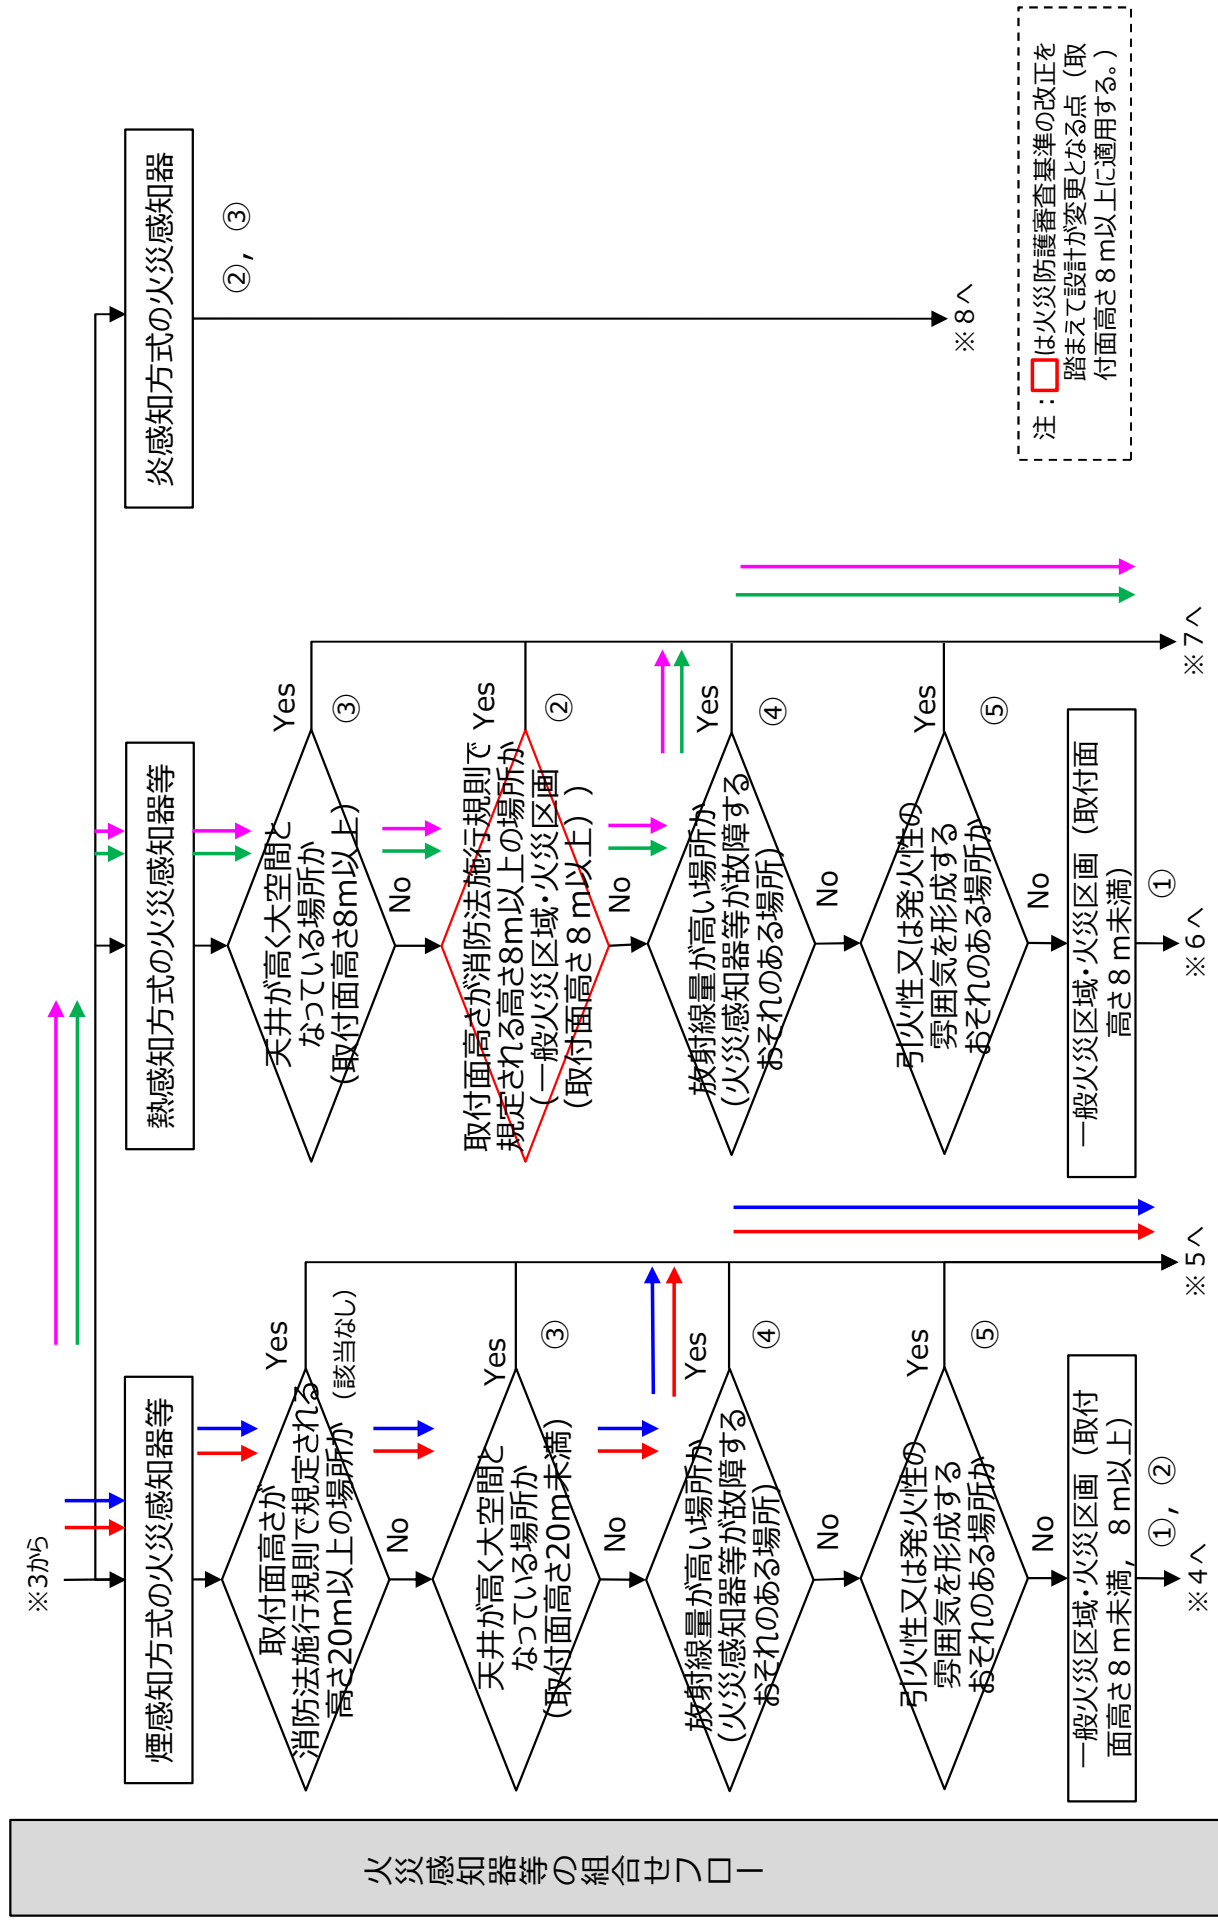 火災感知器等の組合せフロー
※3から
煙感知方式の火災感知器等
取付面高さが
消防法施行規則で規定される
高さ20m以上の場所か
Yes
(該当なし)
No
天井が高く大空間と
なっている場所か
(取付面高さ20m未満)
Yes
③
No
放射線量が高い場所か
(火災感知器等が故障する
おそれのある場所)
Yes
④
No
引火性又は発火性の
雰囲気を形成する
おそれのある場所か
Yes
⑤
No
一般火災区域・火災区画（取付
面高さ8m未満，8m以上）
①，②
※4へ
※5へ
熱感知方式の火災感知器等
天井が高く大空間と
なっている場所か
(取付面高さ8m以上)
Yes
③
No
取付面高さが消防法施行規則で
規定される高さ8m以上の場所か
(一般火災区域・火災区画
(取付面高さ8m以上））
Yes
②
No
放射線量が高い場所か
(火災感知器等が故障する
おそれのある場所)
Yes
④
No
引火性又は発火性の
雰囲気を形成する
おそれのある場所か
Yes
⑤
No
一般火災区域・火災区画（取付面
高さ8m未満）
①
※6へ
※7へ
炎感知方式の火災感知器
②，③
※8へ
注：は火災防護審査基準の改正を
踏まえて設計が変更となる点（取
付面高さ8m以上に適用する。）